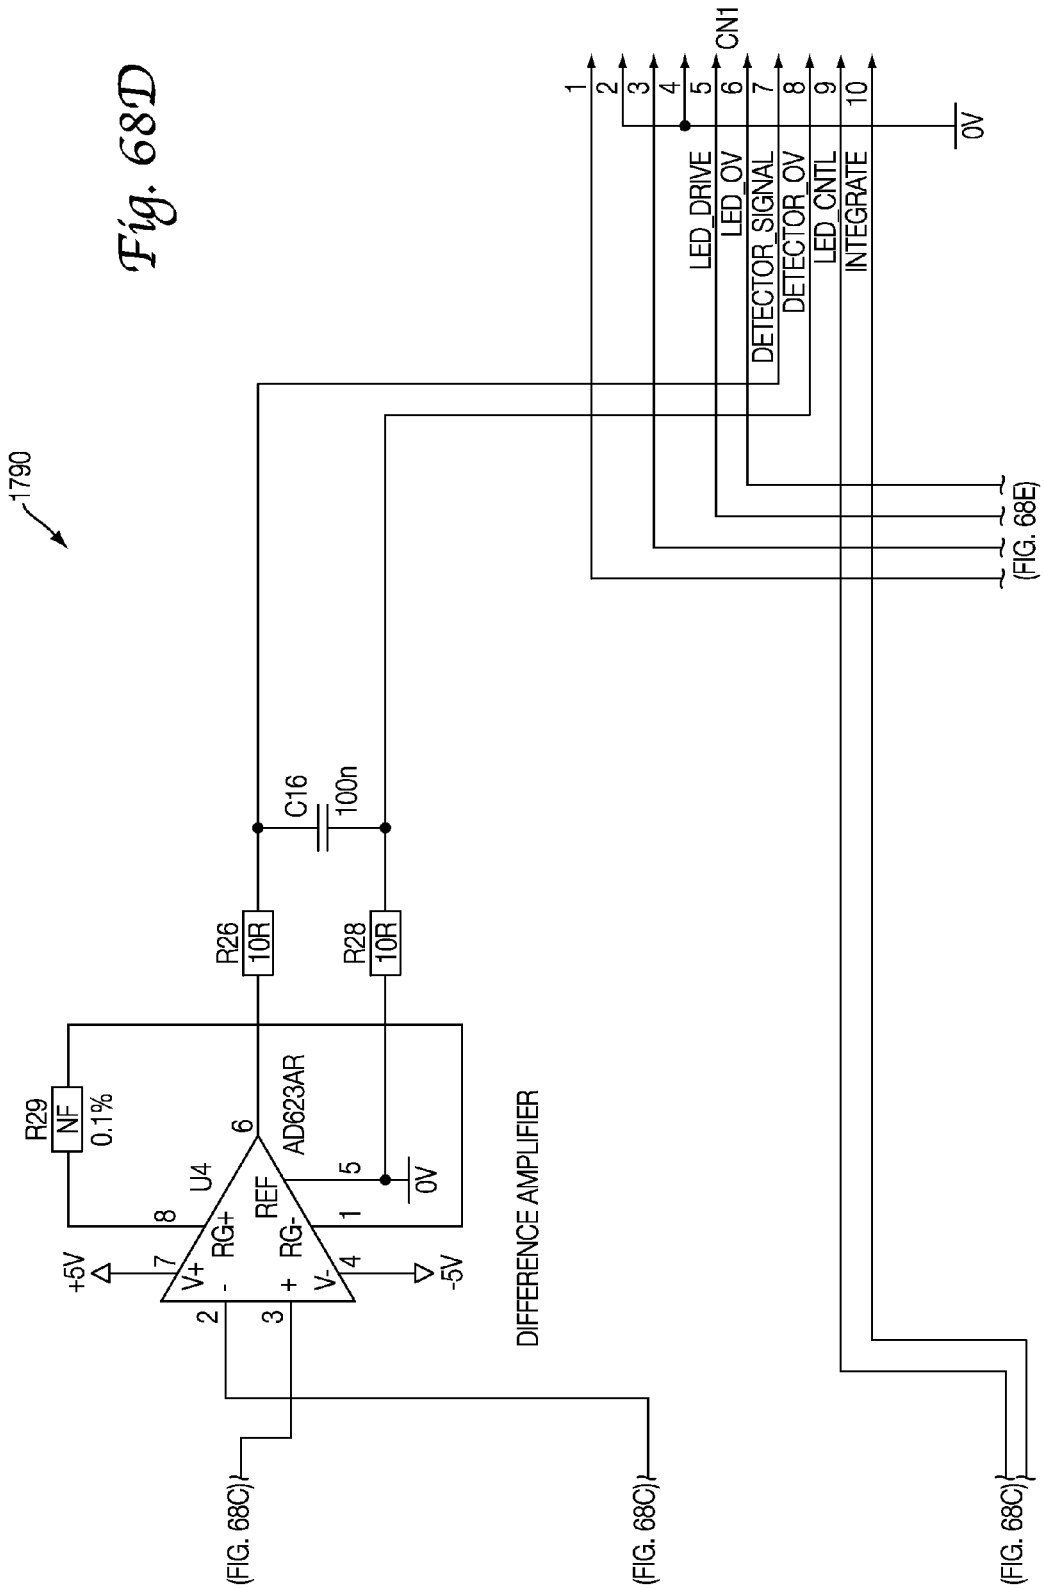 Fig. 68D
1790
R29
NF
0.1%
+5V
7
8
U4
V+
RG+
2
-
6
R26
10R
C16
100n
3
+
REF
RG-
V-
AD623AR
5
1
4
0V
-5V
R28
10R
DIFFERENCE AMPLIFIER
(FIG. 68C)
(FIG. 68C)
(FIG. 68C)
(FIG. 68E)
1
2
3
4
LED_DRIVE 5
LED_OV 6
DETECTOR_SIGNAL 7
DETECTOR_OV 8
LED_CNTL 9
INTEGRATE 10
CN1
0V